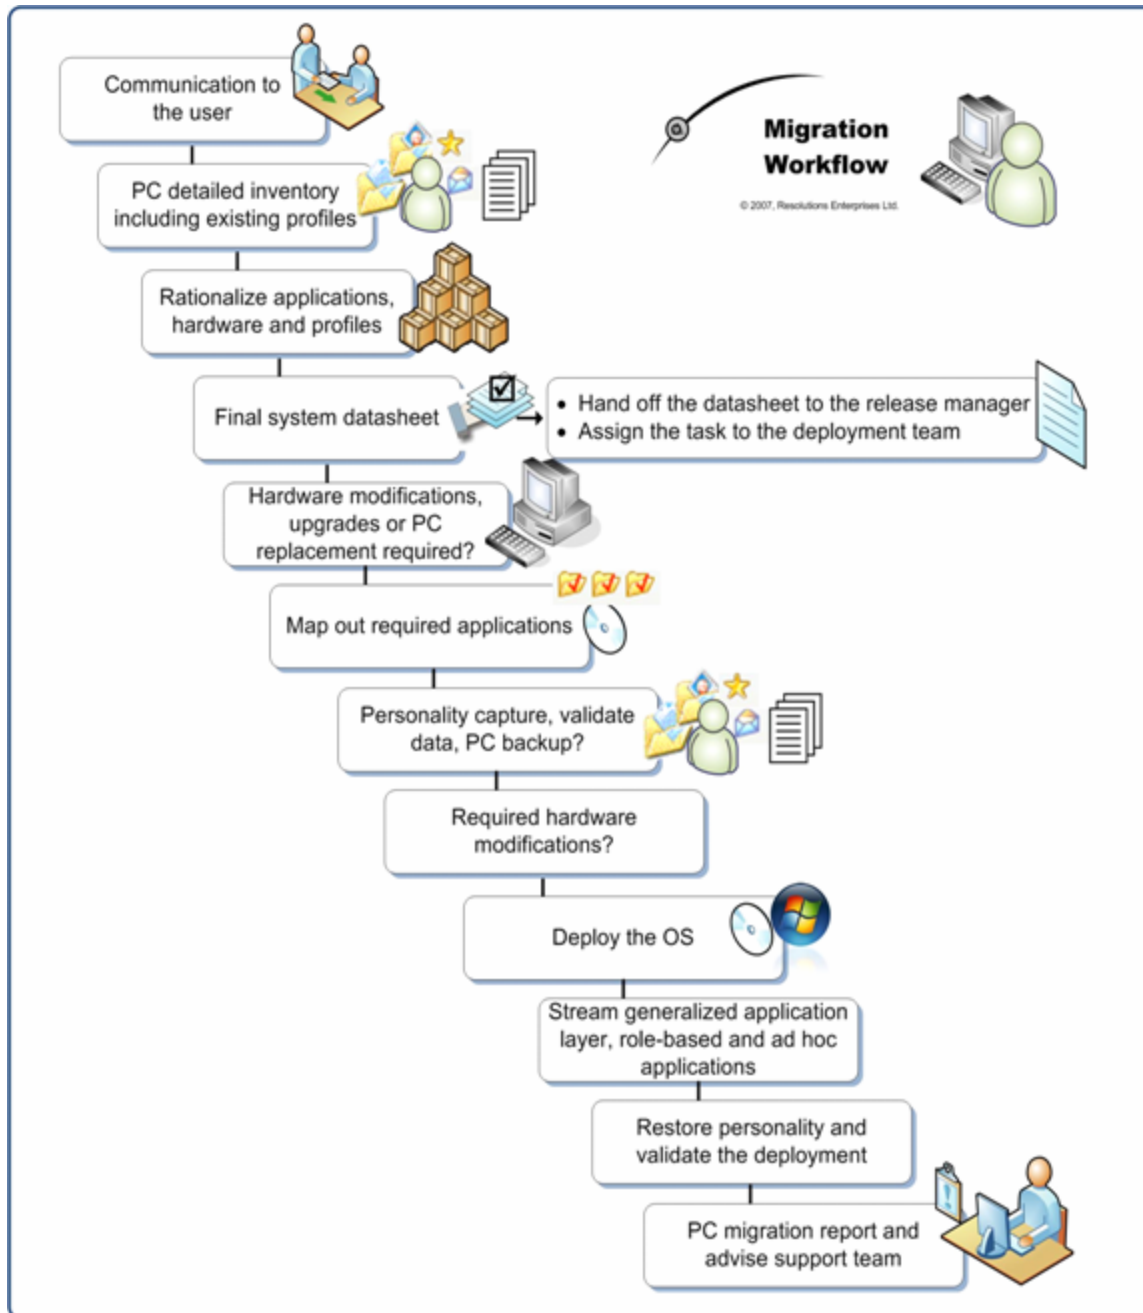 Communication to
the user
Migration
Workflow
© 2007, Resolutions Enterprises Ltd.
PC detailed inventory
including existing profiles
Rationalize applications,
hardware and profiles
Final system datasheet
• Hand off the datasheet to the release manager
• Assign the task to the deployment team
Hardware modifications,
upgrades or PC
replacement required?
Map out required applications
Personality capture, validate
data, PC backup?
Required hardware
modifications?
Deploy the OS
Stream generalized application
layer, role-based and ad hoc
applications
Restore personality and
validate the deployment
PC migration report and
advise support team